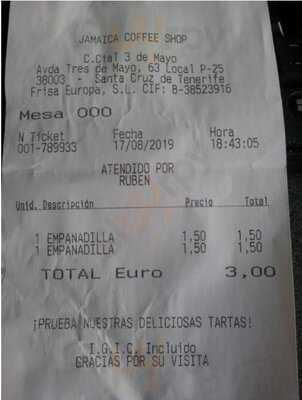 JAMAICA COFFEE SHOP
C.Cial 3 de Mayo
Avda Tres de Mayo, 63 Local P-25
38003 - Santa Cruz de Tenerife
Frisa Europa, S.L. CIF: B-38523916
Mesa 000
N Ticket Fecha Hora
001-789933 17/08/2019 18:43:05
ATENDIDO POR
RUBEN
Unid. Descripción Precio Total
1 EMPANADILLA 1,50 1,50
1 EMPANADILLA 1,50 1,50
TOTAL Euro 3,00
¡PRUEBA NUESTRAS DELICIOSAS TARTAS!
I.G.I.C. Incluido
GRACIAS POR SU VISITA